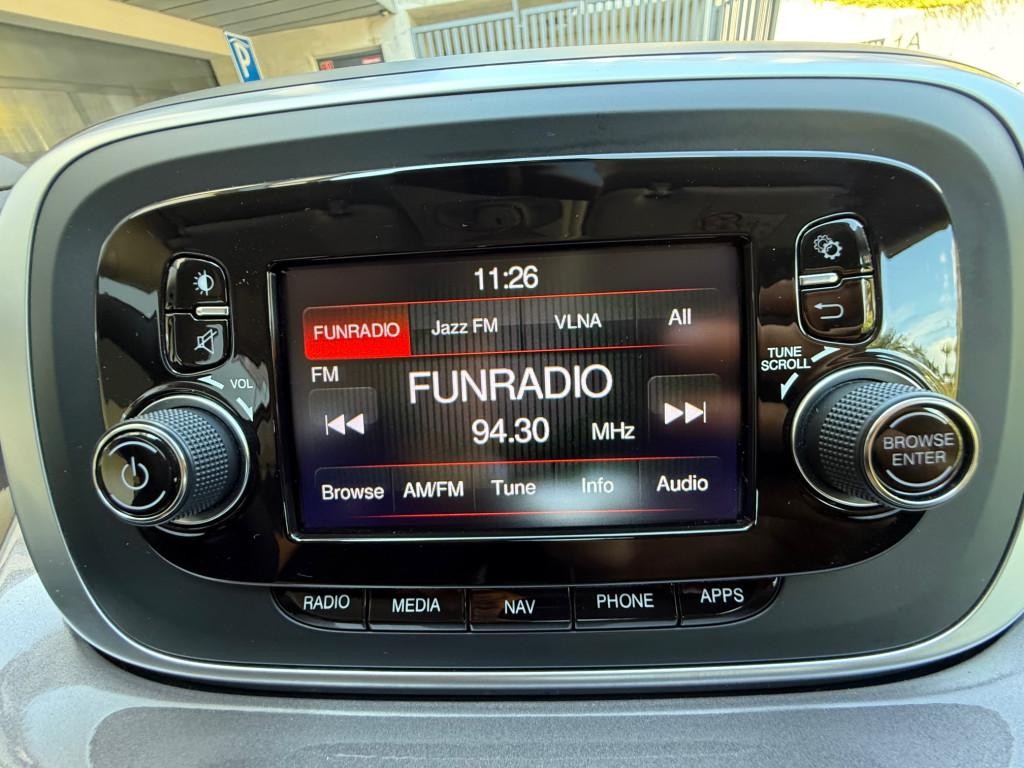 P
1A
11:26
FUNRADIO Jazz FM VLNA All
FM
FUNRADIO
94.30 MHz
Browse AM/FM Tune Info Audio
VOL
TUNE
SCROLL
BROWSE
ENTER
RADIO MEDIA NAV PHONE APPS